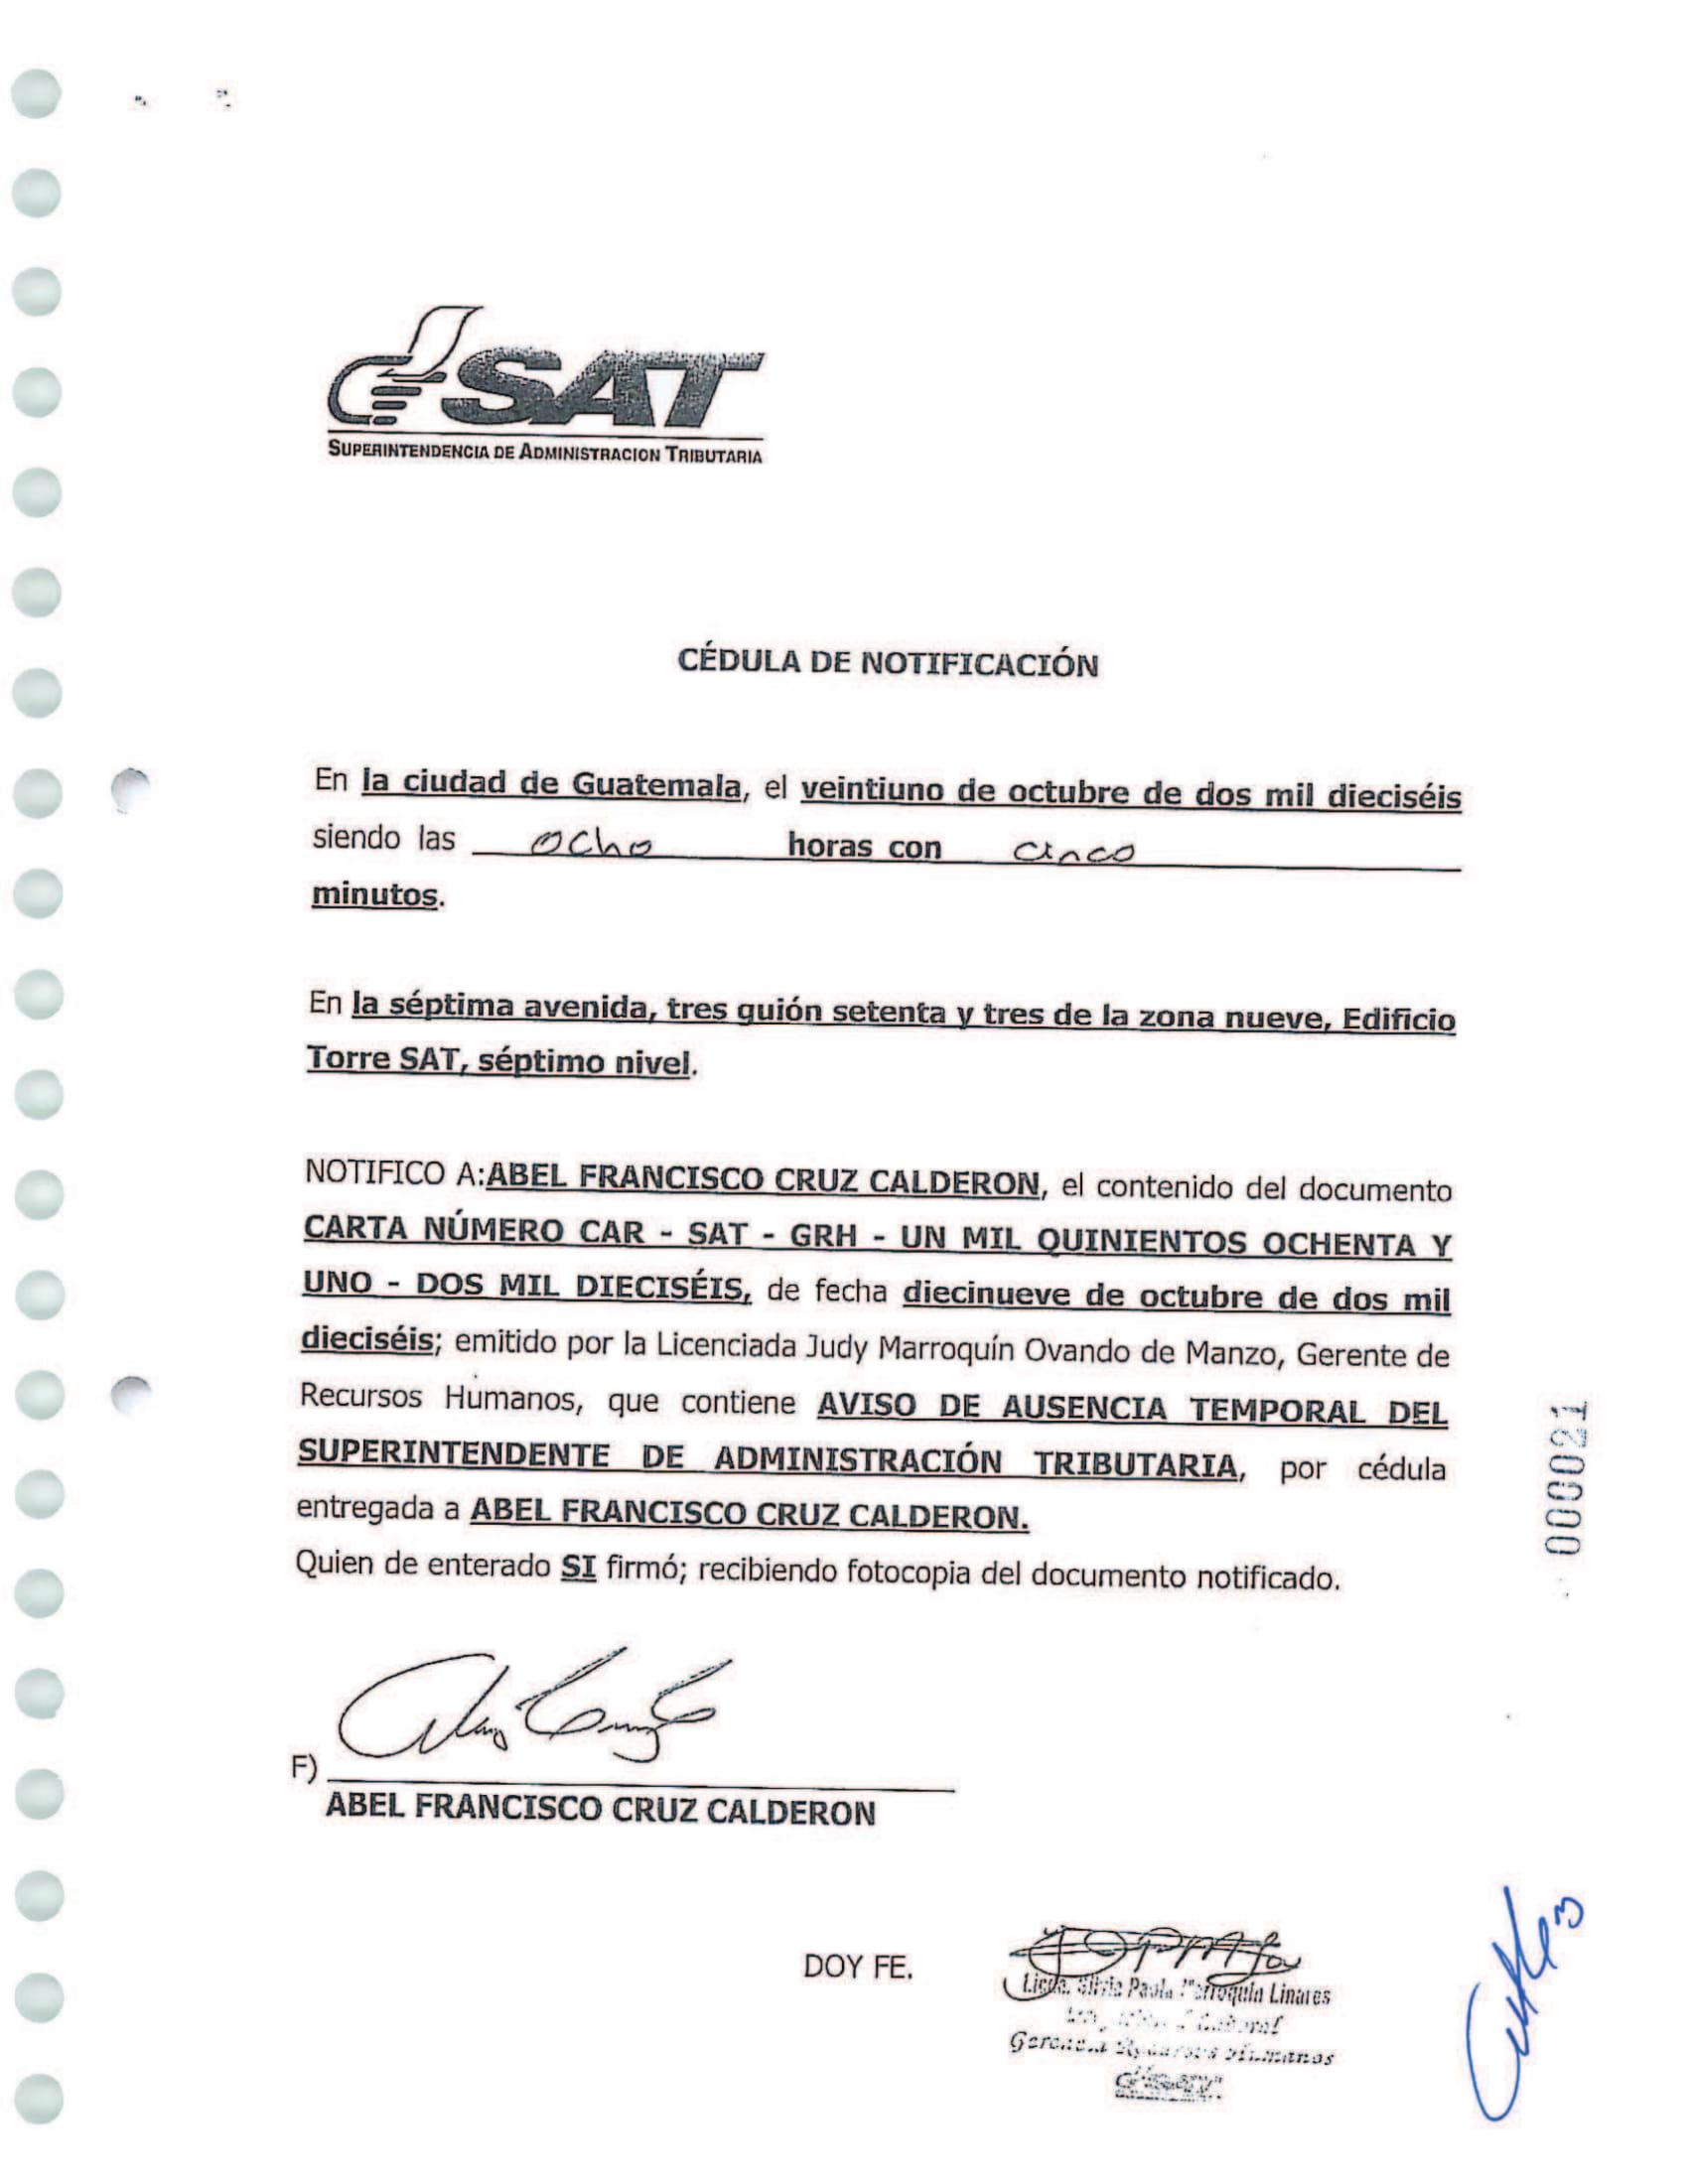 SAT
SUPERINTENDENCIA DE ADMINISTRACION TRIBUTARIA
CÉDULA DE NOTIFICACIÓN
En la ciudad de Guatemala, el veintiuno de octubre de dos mil dieciséis
siendo las ocho horas con cinco
minutos.
En la séptima avenida, tres guión setenta y tres de la zona nueve, Edificio
Torre SAT, séptimo nivel.
NOTIFICO A:ABEL FRANCISCO CRUZ CALDERON, el contenido del documento
CARTA NÚMERO CAR - SAT - GRH - UN MIL QUINIENTOS OCHENTA Y
UNO - DOS MIL DIECISÉIS, de fecha diecinueve de octubre de dos mil
dieciséis; emitido por la Licenciada Judy Marroquín Ovando de Manzo, Gerente de
Recursos Humanos, que contiene AVISO DE AUSENCIA TEMPORAL DEL
SUPERINTENDENTE DE ADMINISTRACIÓN TRIBUTARIA, por cédula
entregada a ABEL FRANCISCO CRUZ CALDERON.
Quien de enterado SI firmó; recibiendo fotocopia del documento notificado.
000021
F)
ABEL FRANCISCO CRUZ CALDERON
DOY FE.
Licda. Silvia Paola Marroquín Linares
Laboral
Gerencia Recursos Humanos
SAT